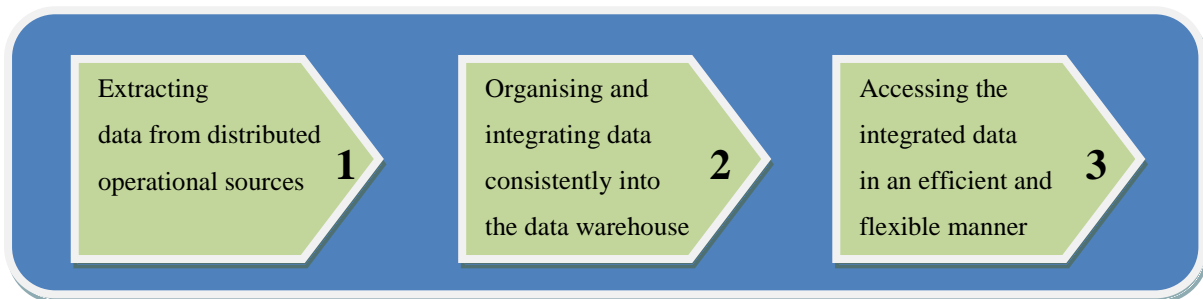 Extracting
data from distributed
operational sources
1
Organising and
integrating data
consistently into
the data warehouse
2
Accessing the
integrated data
in an efficient and
flexible manner
3